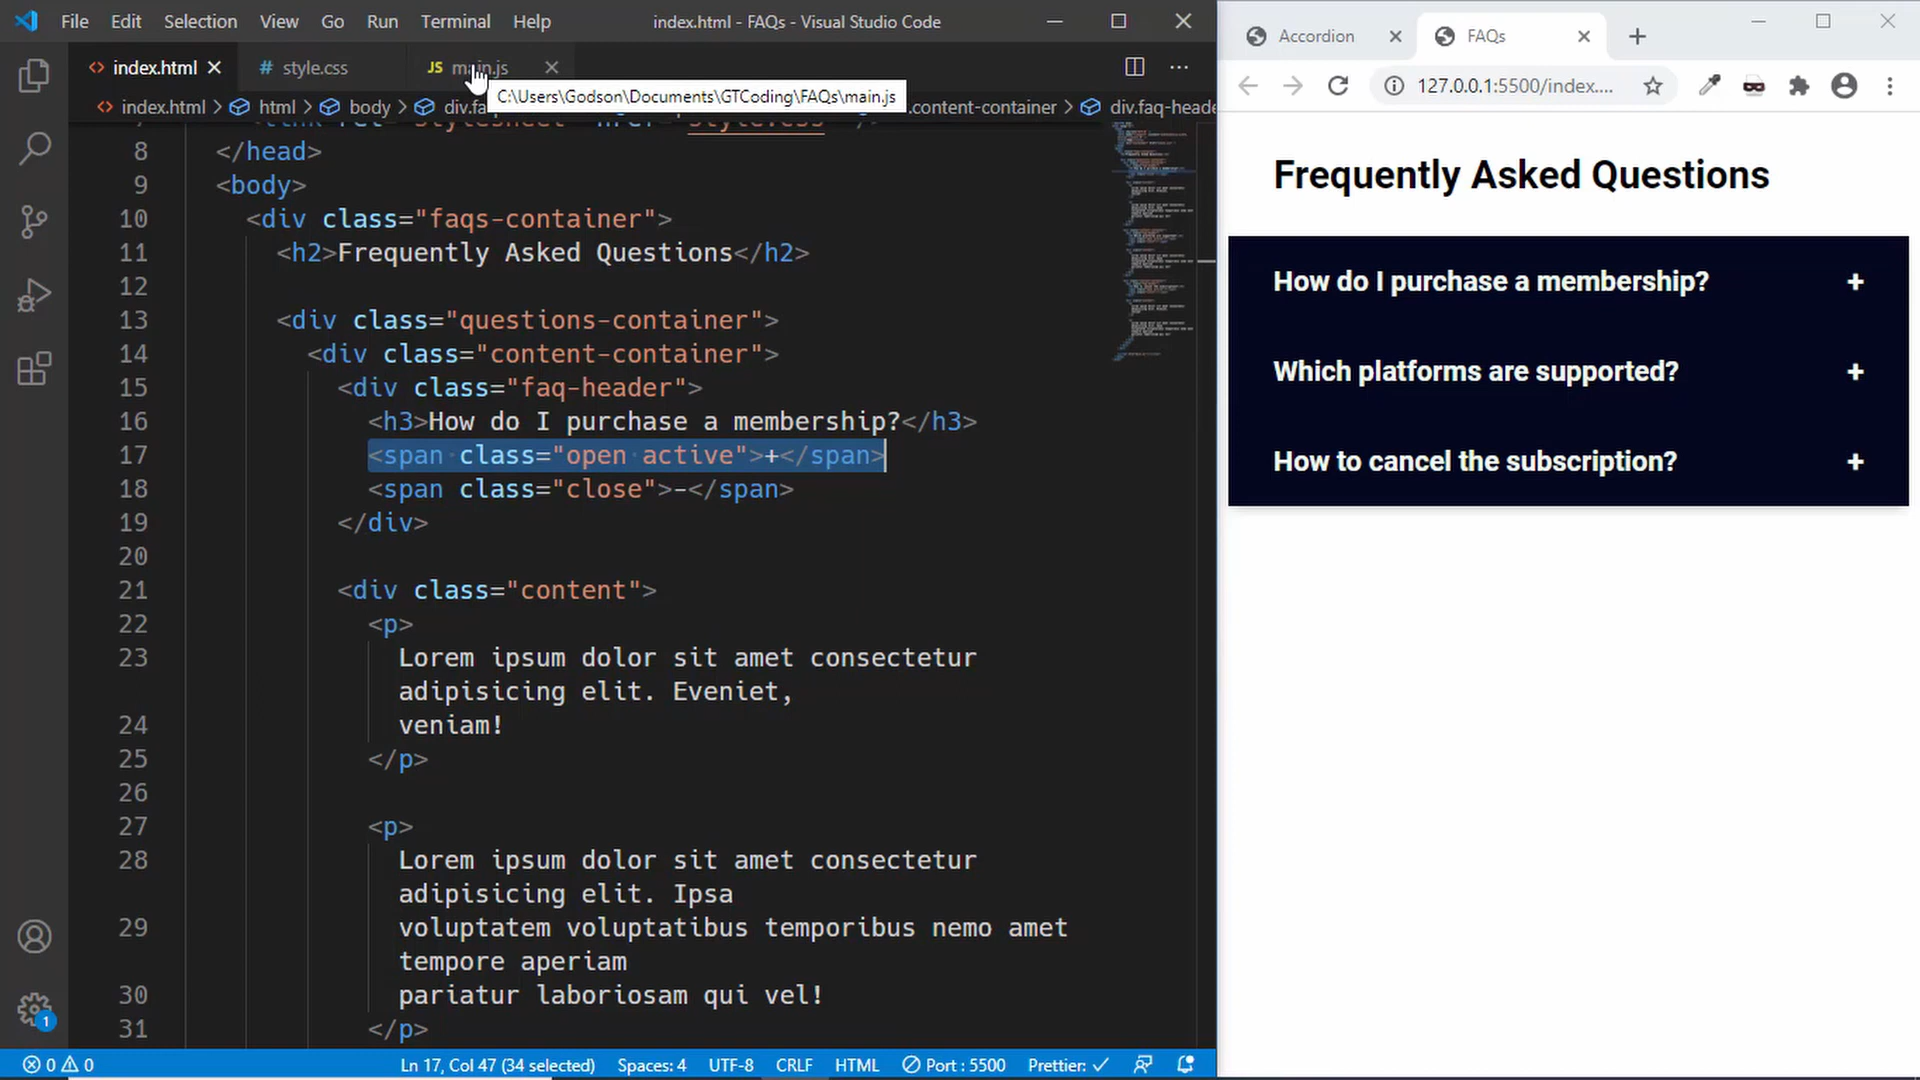 File Edit Selection View Go Run Terminal Help index.html - FAQs - Visual Studio Code
index.html style.css JS main.js
C:\Users\Godson\Documents\GTCoding\FAQs\main.js
index.html > html > body > div.fa .content-container > div.faq-heade
8 </head>
9 <body>
10 <div class="faqs-container">
11 <h2>Frequently Asked Questions</h2>
12
13 <div class="questions-container">
14 <div class="content-container">
15 <div class="faq-header">
16 <h3>How do I purchase a membership?</h3>
17 <span class="open active">+</span>
18 <span class="close">-</span>
19 </div>
20
21 <div class="content">
22 <p>
23 Lorem ipsum dolor sit amet consectetur
adipisicing elit. Eveniet,
24 veniam!
25 </p>
26
27 <p>
28 Lorem ipsum dolor sit amet consectetur
adipisicing elit. Ipsa
29 voluptatem voluptatibus temporibus nemo amet
tempore aperiam
30 pariatur laboriosam qui vel!
31 </p>
1
0 0 Ln 17, Col 47 (34 selected) Spaces: 4 UTF-8 CRLF HTML Port : 5500 Prettier: ✓
Accordion FAQs
127.0.0.1:5500/index....
Frequently Asked Questions
How do I purchase a membership? +
Which platforms are supported? +
How to cancel the subscription? +